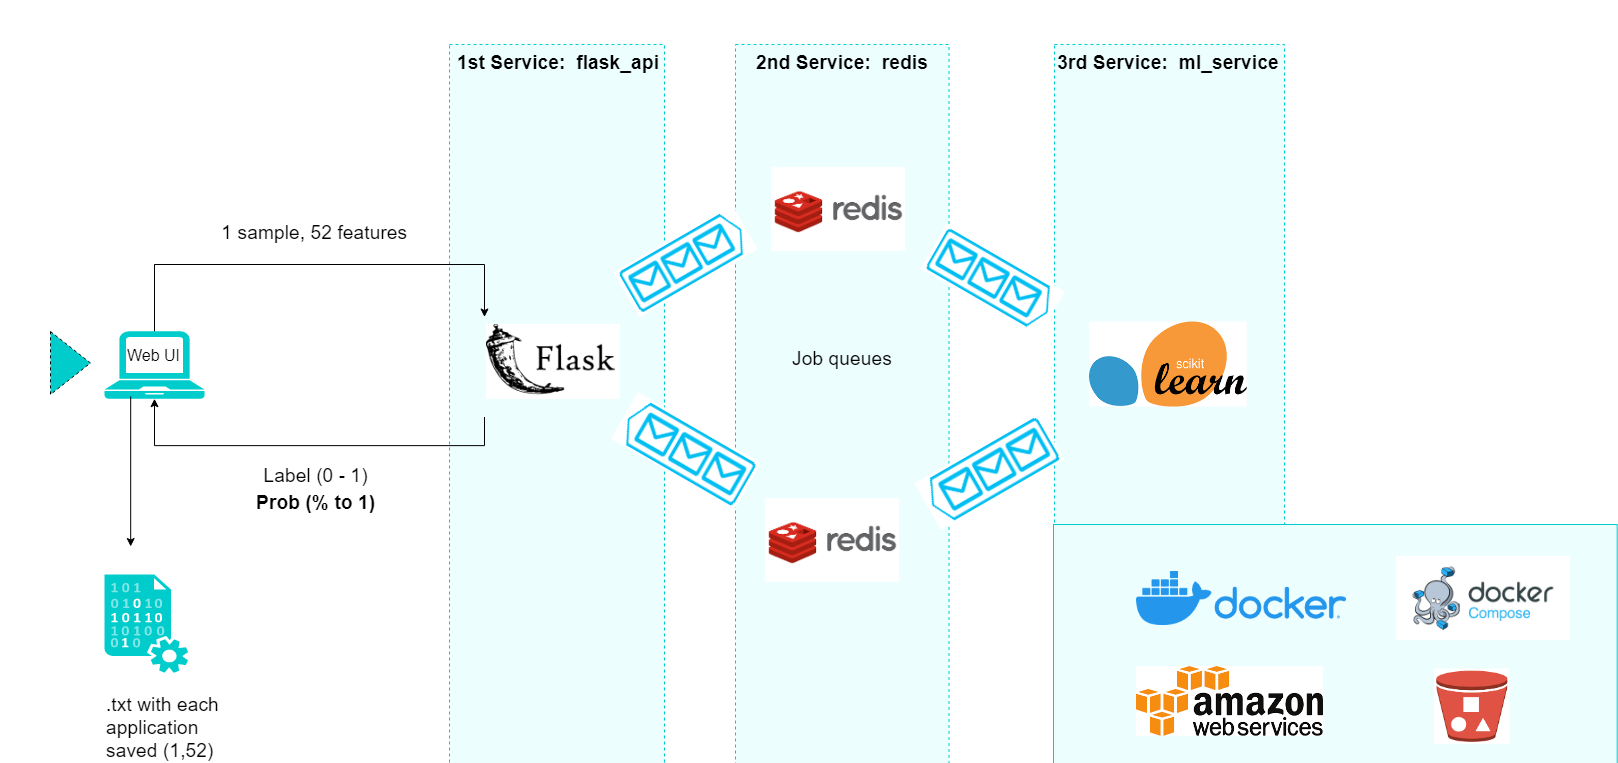 1st Service:  flask_api
2nd Service:  redis
3rd Service:  ml_service
redis
1 sample, 52 features
Web UI
Flask
Job queues
scikit
learn
Label (0 - 1)
Prob (% to 1)
redis
101
01010
10110
10100
010
.txt with each
application
saved (1,52)
docker
docker
Compose
amazon
web services